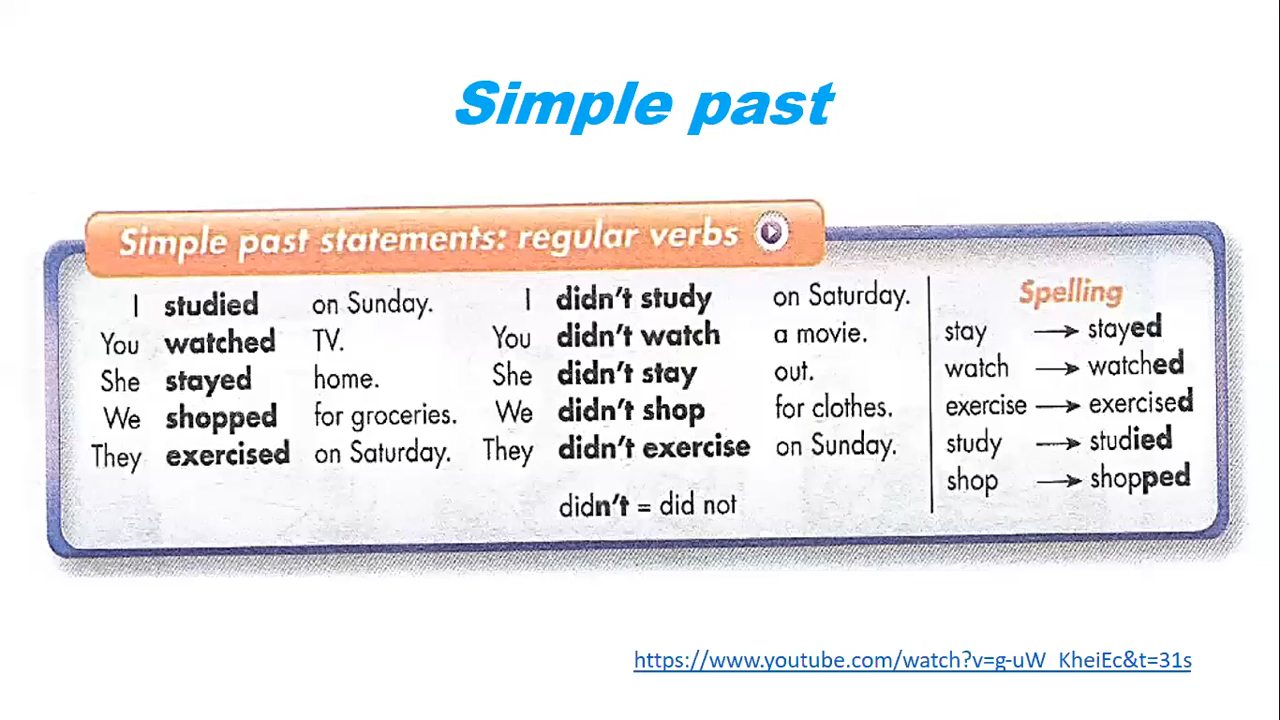 Simple past
Simple past statements: regular verbs
I studied on Sunday. I didn't study on Saturday.
You watched TV. You didn't watch a movie.
She stayed home. She didn't stay out.
We shopped for groceries. We didn't shop for clothes.
They exercised on Saturday. They didn't exercise on Sunday.
didn't = did not
Spelling
stay → stayed
watch → watched
exercise → exercised
study → studied
shop → shopped
https://www.youtube.com/watch?v=g-uW_KheiEc&t=31s